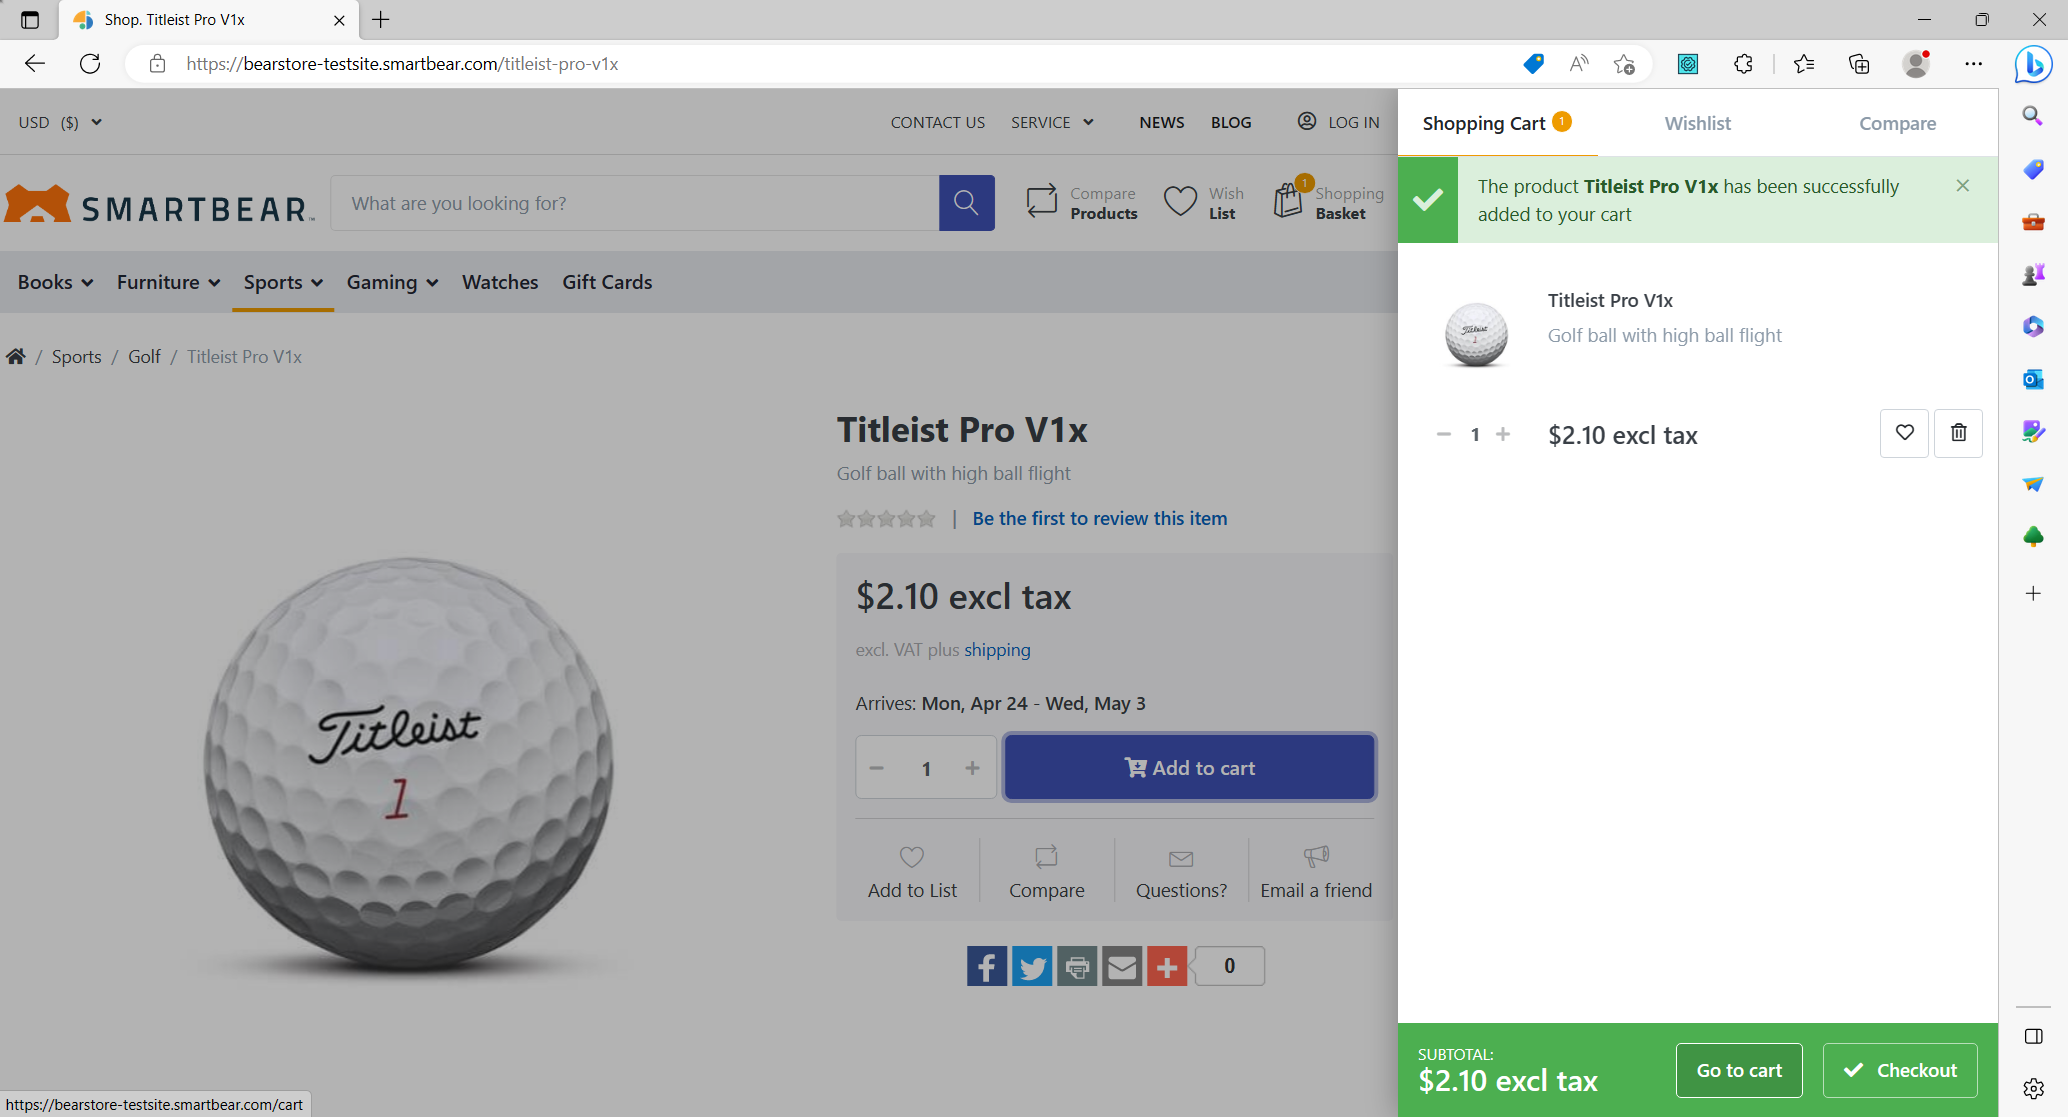 Shop. Titleist Pro V1x
https://bearstore-testsite.smartbear.com/titleist-pro-v1x
USD ($)
CONTACT US
SERVICE
NEWS
BLOG
LOG IN
SMARTBEAR
What are you looking for?
Compare
Products
Wish
List
1
Shopping
Basket
Books
Furniture
Sports
Gaming
Watches
Gift Cards
/ Sports / Golf / Titleist Pro V1x
Titleist
1
Titleist Pro V1x
Golf ball with high ball flight
| Be the first to review this item
$2.10 excl tax
excl. VAT plus shipping
Arrives: Mon, Apr 24 - Wed, May 3
1
Add to cart
Add to List
Compare
Questions?
Email a friend
0
Shopping Cart 1
Wishlist
Compare
The product Titleist Pro V1x has been successfully
added to your cart
Titleist
1
Titleist Pro V1x
Golf ball with high ball flight
1
$2.10 excl tax
SUBTOTAL:
$2.10 excl tax
Go to cart
Checkout
https://bearstore-testsite.smartbear.com/cart